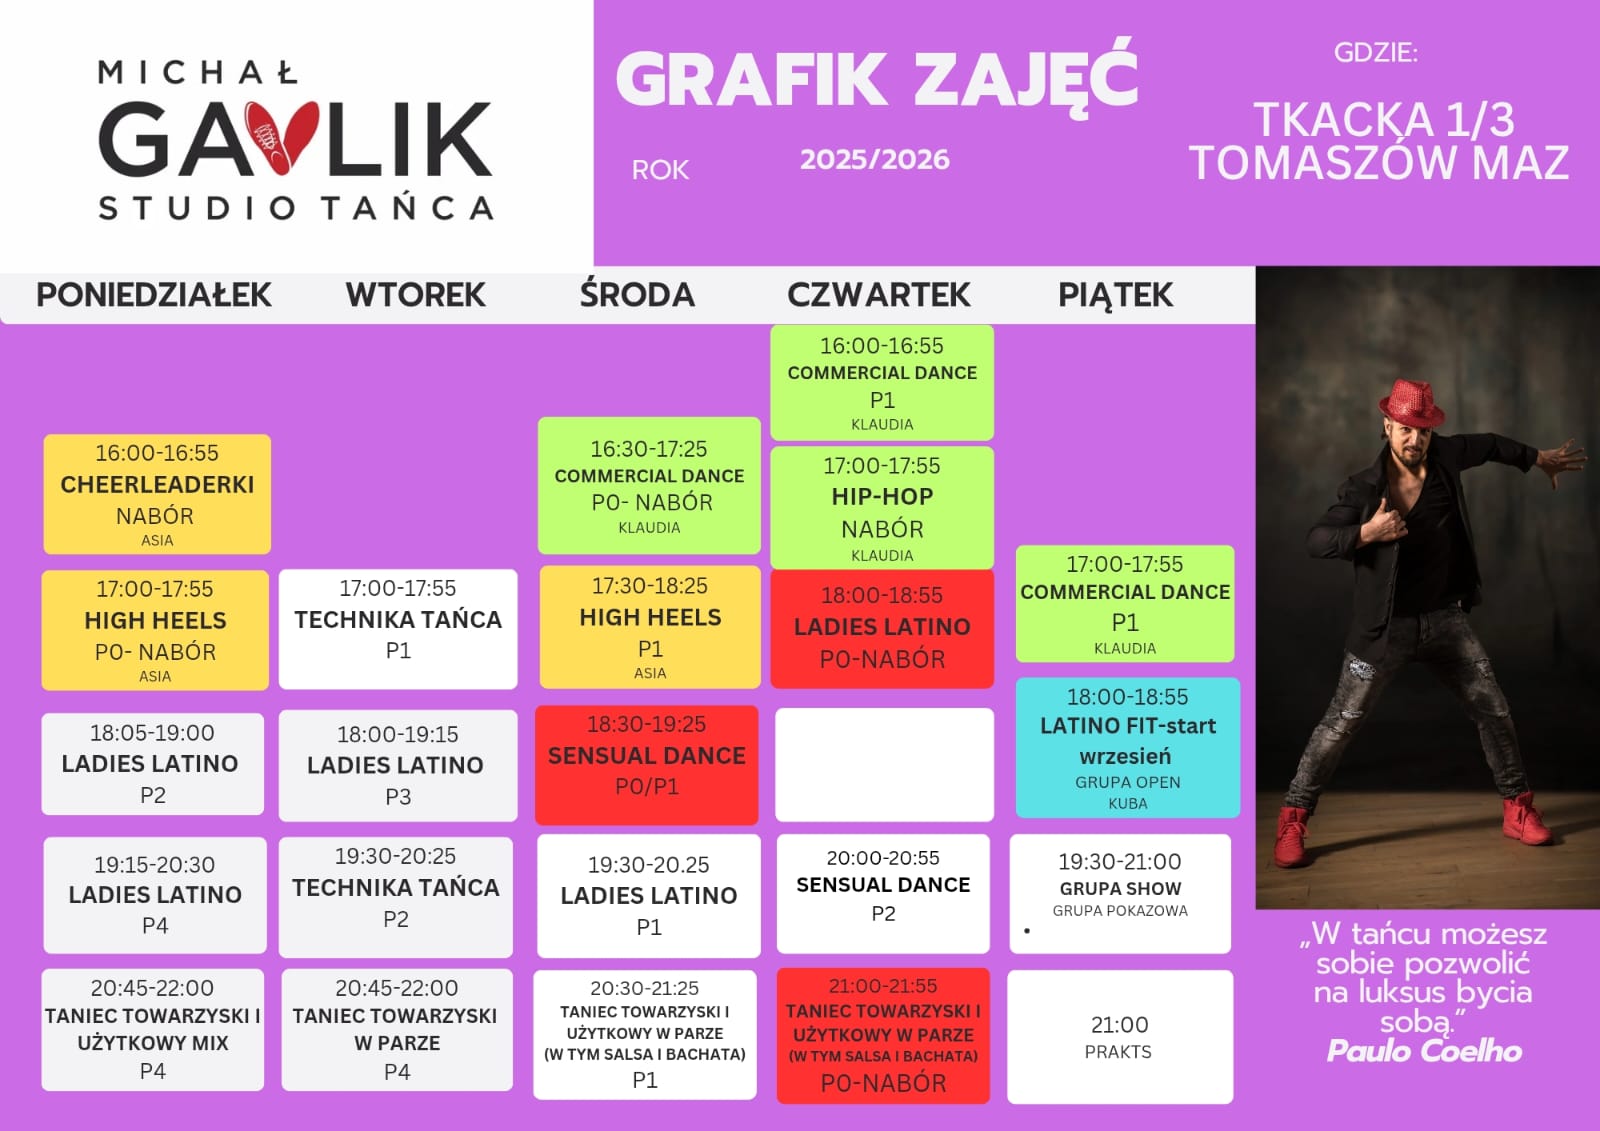 MICHAŁ
GAVLIK
STUDIO TAŃCA
GRAFIK ZAJĘĆ
ROK
2025/2026
GDZIE:
TKACKA 1/3
TOMASZÓW MAZ
PONIEDZIAŁEK
16:00-16:55
CHEERLEADERKI
NABÓR
ASIA
17:00-17:55
HIGH HEELS
P0- NABÓR
ASIA
18:05-19:00
LADIES LATINO
P2
19:15-20:30
LADIES LATINO
P4
20:45-22:00
TANIEC TOWARZYSKI I
UŻYTKOWY MIX
P4
WTOREK
17:00-17:55
TECHNIKA TAŃCA
P1
18:00-19:15
LADIES LATINO
P3
19:30-20:25
TECHNIKA TAŃCA
P2
20:45-22:00
TANIEC TOWARZYSKI
W PARZE
P4
ŚRODA
16:30-17:25
COMMERCIAL DANCE
P0- NABÓR
KLAUDIA
17:30-18:25
HIGH HEELS
P1
ASIA
18:30-19:25
SENSUAL DANCE
P0/P1
19:30-20.25
LADIES LATINO
P1
20:30-21:25
TANIEC TOWARZYSKI I
UŻYTKOWY W PARZE
(W TYM SALSA I BACHATA)
P1
CZWARTEK
16:00-16:55
COMMERCIAL DANCE
P1
KLAUDIA
17:00-17:55
HIP-HOP
NABÓR
KLAUDIA
18:00-18:55
LADIES LATINO
P0-NABÓR
20:00-20:55
SENSUAL DANCE
P2
21:00-21:55
TANIEC TOWARZYSKI I
UŻYTKOWY W PARZE
(W TYM SALSA I BACHATA)
P0-NABÓR
PIĄTEK
17:00-17:55
COMMERCIAL DANCE
P1
KLAUDIA
18:00-18:55
LATINO FIT-start
wrzesień
GRUPA OPEN
KUBA
19:30-21:00
GRUPA SHOW
GRUPA POKAZOWA
•
21:00
PRAKTS
„W tańcu możesz
sobie pozwolić
na luksus bycia
sobą.”
Paulo Coelho